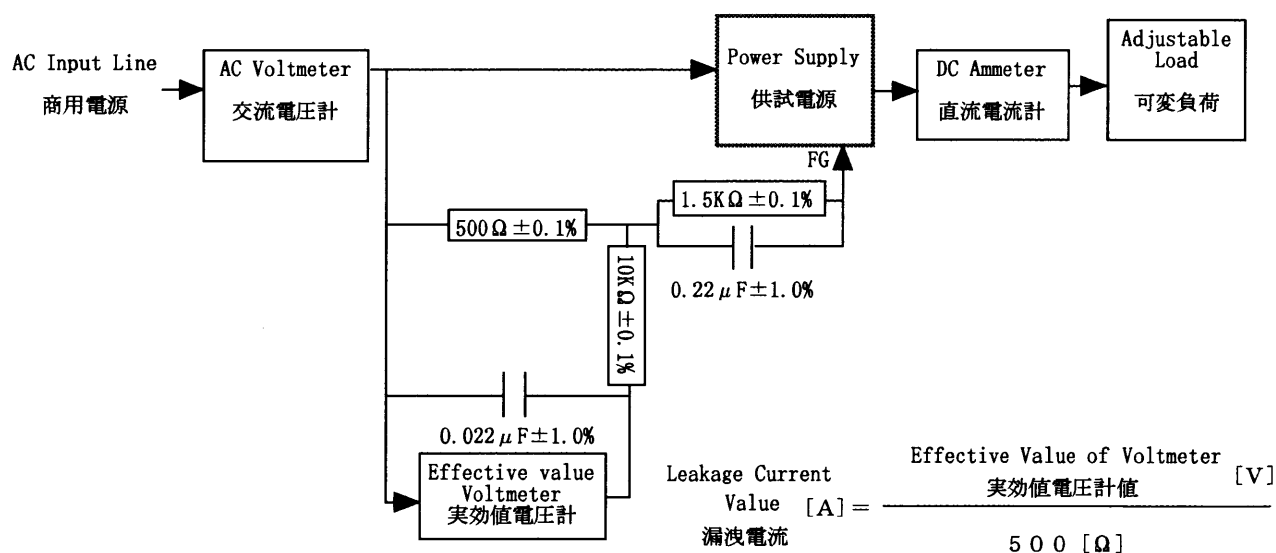 AC Input Line
商用電源
AC Voltmeter
交流電圧計
Power Supply
供試電源
DC Ammeter
直流電流計
Adjustable
Load
可変負荷
FG
1.5KΩ±0.1%
500Ω±0.1%
0.22μF±1.0%
10KΩ±0.1%
0.022μF±1.0%
Effective value
Voltmeter
実効値電圧計
Leakage Current
Value [A]=
漏洩電流
Effective Value of Voltmeter
実効値電圧計値 [V]
500[Ω]